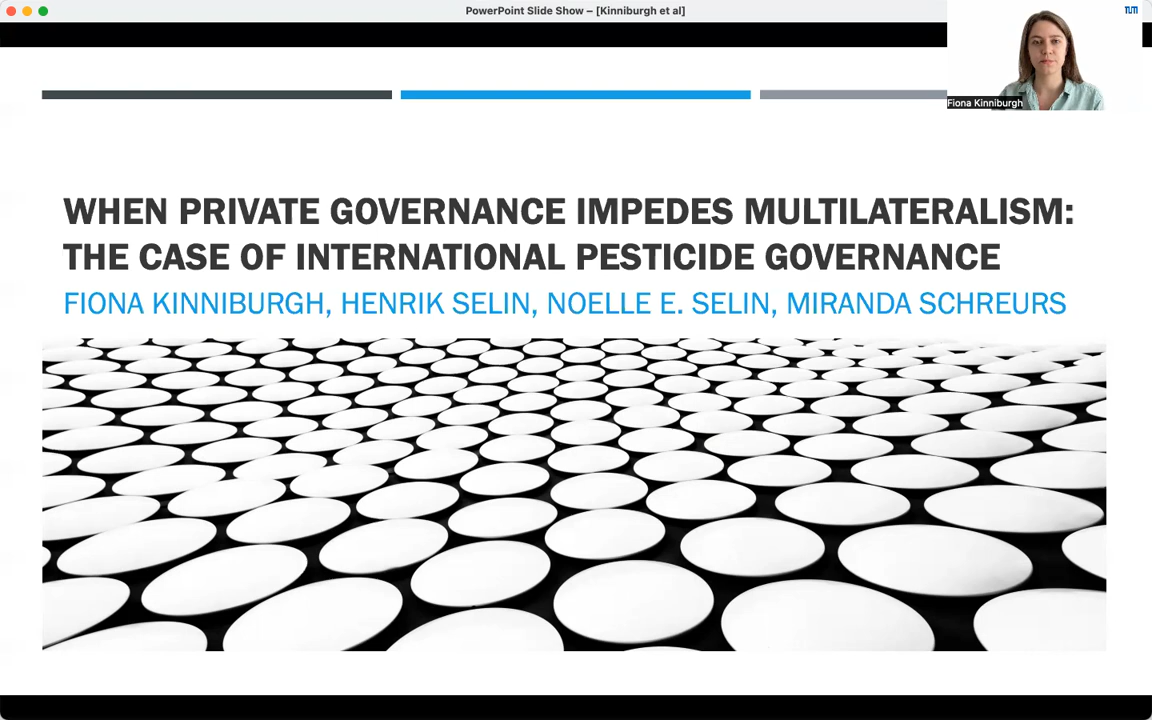 PowerPoint Slide Show – [Kinniburgh et al]
TUM
Fiona Kinniburgh
WHEN PRIVATE GOVERNANCE IMPEDES MULTILATERALISM:
THE CASE OF INTERNATIONAL PESTICIDE GOVERNANCE
FIONA KINNIBURGH, HENRIK SELIN, NOELLE E. SELIN, MIRANDA SCHREURS